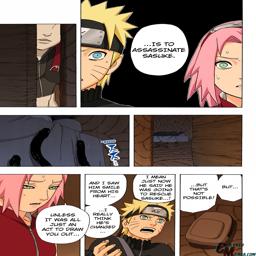 ...IS TO
ASSASSINATE
SASUKE.
BUT...
BUT
THAT'S
NOT
POSSIBLE!
I MEAN
JUST NOW
HE SAID HE
WAS GOING
TO RESCUE
SASUKE...!
AND I SAW
HIM SMILE
FROM HIS
HEART...
...I
REALLY
THINK
HE'S
CHANGED...
UNLESS
IT WAS ALL
JUST AN
ACT TO DRAW
YOU OUT...